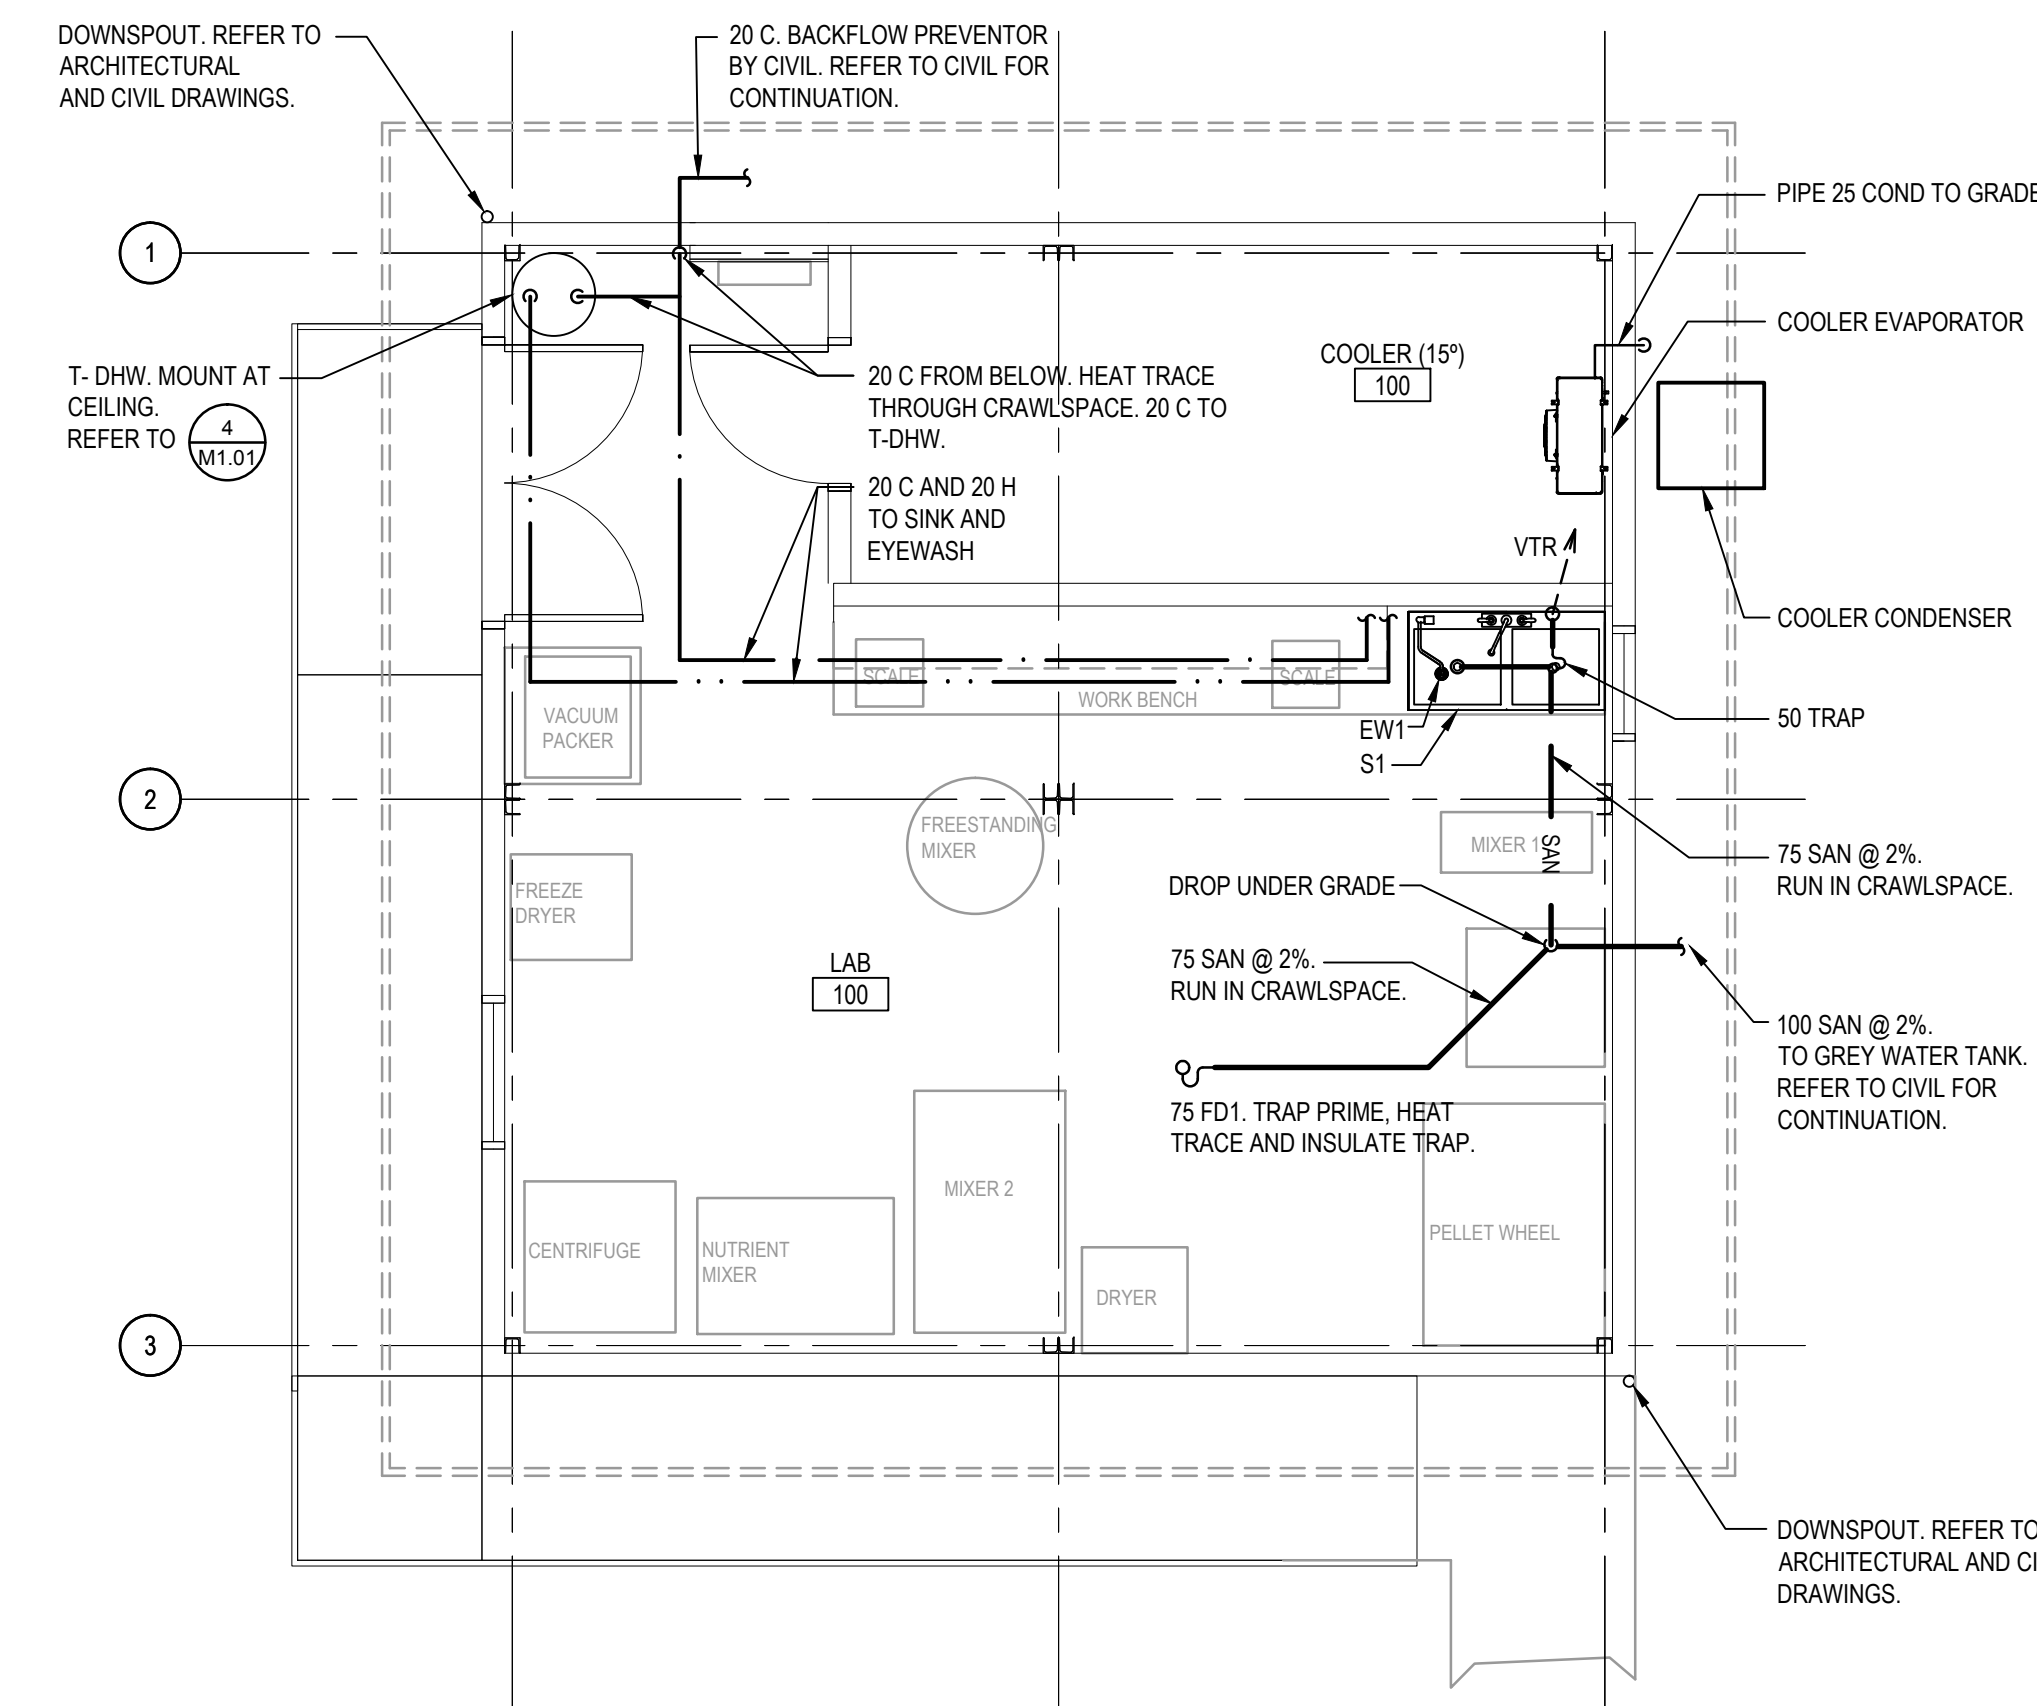 DOWNSPOUT. REFER TO
ARCHITECTURAL
AND CIVIL DRAWINGS.
20 C. BACKFLOW PREVENTOR
BY CIVIL. REFER TO CIVIL FOR
CONTINUATION.
PIPE 25 COND TO GRADE
1
COOLER EVAPORATOR
COOLER (15º)
100
T- DHW. MOUNT AT
CEILING.
REFER TO
4
M1.01
20 C FROM BELOW. HEAT TRACE
THROUGH CRAWLSPACE. 20 C TO
T-DHW.
20 C AND 20 H
TO SINK AND
EYEWASH
VTR
COOLER CONDENSER
SCALE
SCALE
WORK BENCH
VACUUM
PACKER
EW1
S1
50 TRAP
2
FREESTANDING
MIXER
MIXER 1
SAN
75 SAN @ 2%.
RUN IN CRAWLSPACE.
FREEZE
DRYER
DROP UNDER GRADE
LAB
100
75 SAN @ 2%.
RUN IN CRAWLSPACE.
100 SAN @ 2%.
TO GREY WATER TANK.
REFER TO CIVIL FOR
CONTINUATION.
75 FD1. TRAP PRIME, HEAT
TRACE AND INSULATE TRAP.
MIXER 2
CENTRIFUGE
NUTRIENT
MIXER
PELLET WHEEL
DRYER
3
DOWNSPOUT. REFER TO
ARCHITECTURAL AND CI
DRAWINGS.